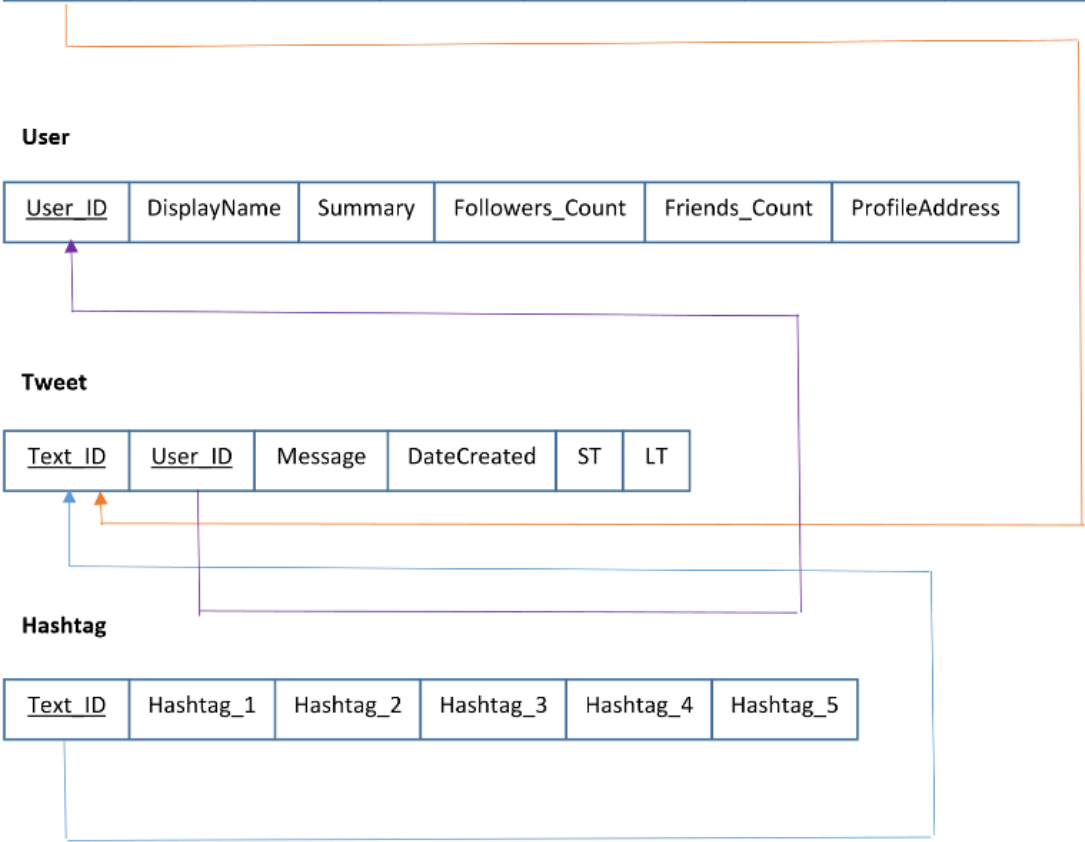 User
User_ID DisplayName Summary Followers_Count Friends_Count ProfileAddress
Tweet
Text_ID User_ID Message DateCreated ST LT
Hashtag
Text_ID Hashtag_1 Hashtag_2 Hashtag_3 Hashtag_4 Hashtag_5